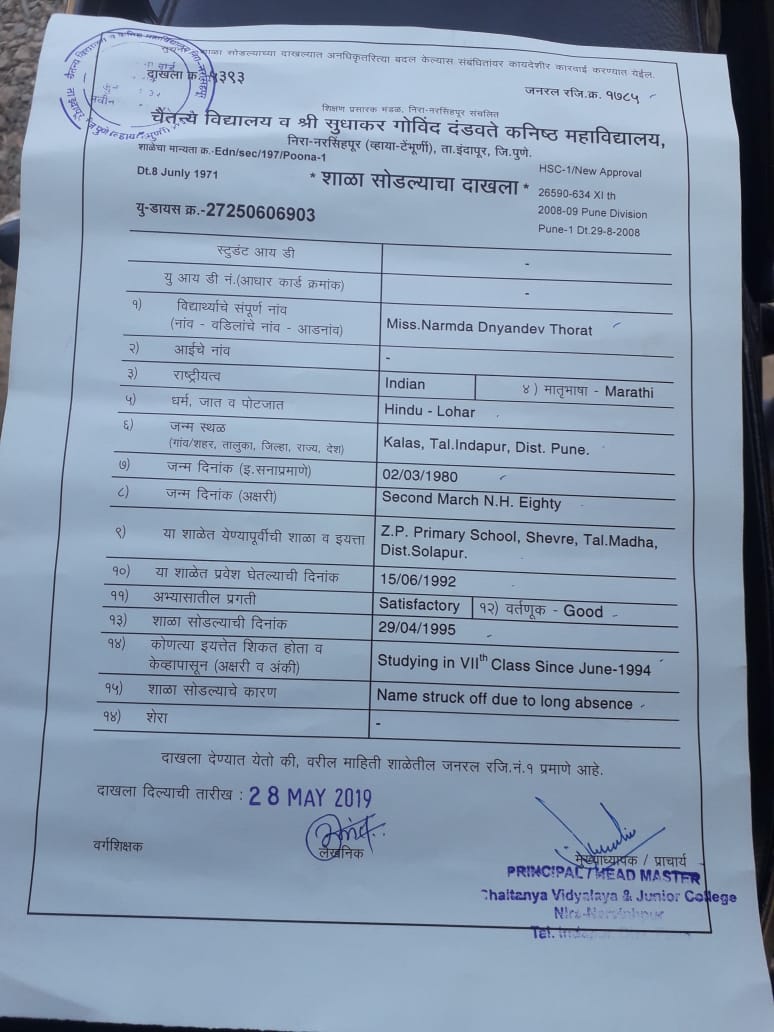 सुचना शाळा सोडल्याच्या दाखल्यात अनधिकृतरित्या बदल केल्यास संबंधितांवर कायदेशीर कारवाई करण्यात येईल.
दाखला क्र. ५३९३
जनरल रजि.क्र. १७८५
शिक्षण प्रसारक मंडळ, निरा-नरसिंहपूर संचलित
चैतन्य विद्यालय व श्री सुधाकर गोविंद दंडवते कनिष्ठ महाविद्यालय,
निरा-नरसिंहपूर (व्हाया-टेंभूर्णी), ता.इंदापूर, जि.पुणे.
शाळेचा मान्यता क्र.-Edn/sec/197/Poona-1
Dt.8 Junly 1971
* शाळा सोडल्याचा दाखला *
HSC-1/New Approval
26590-634 XI th
2008-09 Pune Division
Pune-1 Dt.29-8-2008
यु-डायस क्र.-27250606903
स्टुडंट आय डी -
यु आय डी नं.(आधार कार्ड क्रमांक) -
१) विद्यार्थ्याचे संपूर्ण नांव
(नांव - वडिलांचे नांव - आडनांव) Miss.Narmda Dnyandev Thorat
२) आईचे नांव -
३) राष्ट्रीयत्व Indian ४) मातृभाषा - Marathi
५) धर्म, जात व पोटजात Hindu - Lohar
६) जन्म स्थळ
(गांव/शहर, तालुका, जिल्हा, राज्य, देश) Kalas, Tal.Indapur, Dist. Pune.
७) जन्म दिनांक (इ.सनाप्रमाणे) 02/03/1980
८) जन्म दिनांक (अक्षरी) Second March N.H. Eighty
९) या शाळेत येण्यापूर्वीची शाळा व इयत्ता Z.P. Primary School, Shevre, Tal.Madha,
Dist.Solapur.
१०) या शाळेत प्रवेश घेतल्याची दिनांक 15/06/1992
११) अभ्यासातील प्रगती Satisfactory १२) वर्तणूक - Good
१३) शाळा सोडल्याची दिनांक 29/04/1995
१४) कोणत्या इयत्तेत शिकत होता व
केव्हापासून (अक्षरी व अंकी) Studying in VIIth Class Since June-1994
१५) शाळा सोडल्याचे कारण Name struck off due to long absence
१४) शेरा -
दाखला देण्यात येतो की, वरील माहिती शाळेतील जनरल रजि.नं.१ प्रमाणे आहे.
दाखला दिल्याची तारीख : 28 MAY 2019
वर्गशिक्षक
लेखनिक
मुख्याध्यापक / प्राचार्य
PRINCIPAL/HEAD MASTER
Chaitanya Vidyalaya & Junior College
Nira-Narsinhpur
Tal.